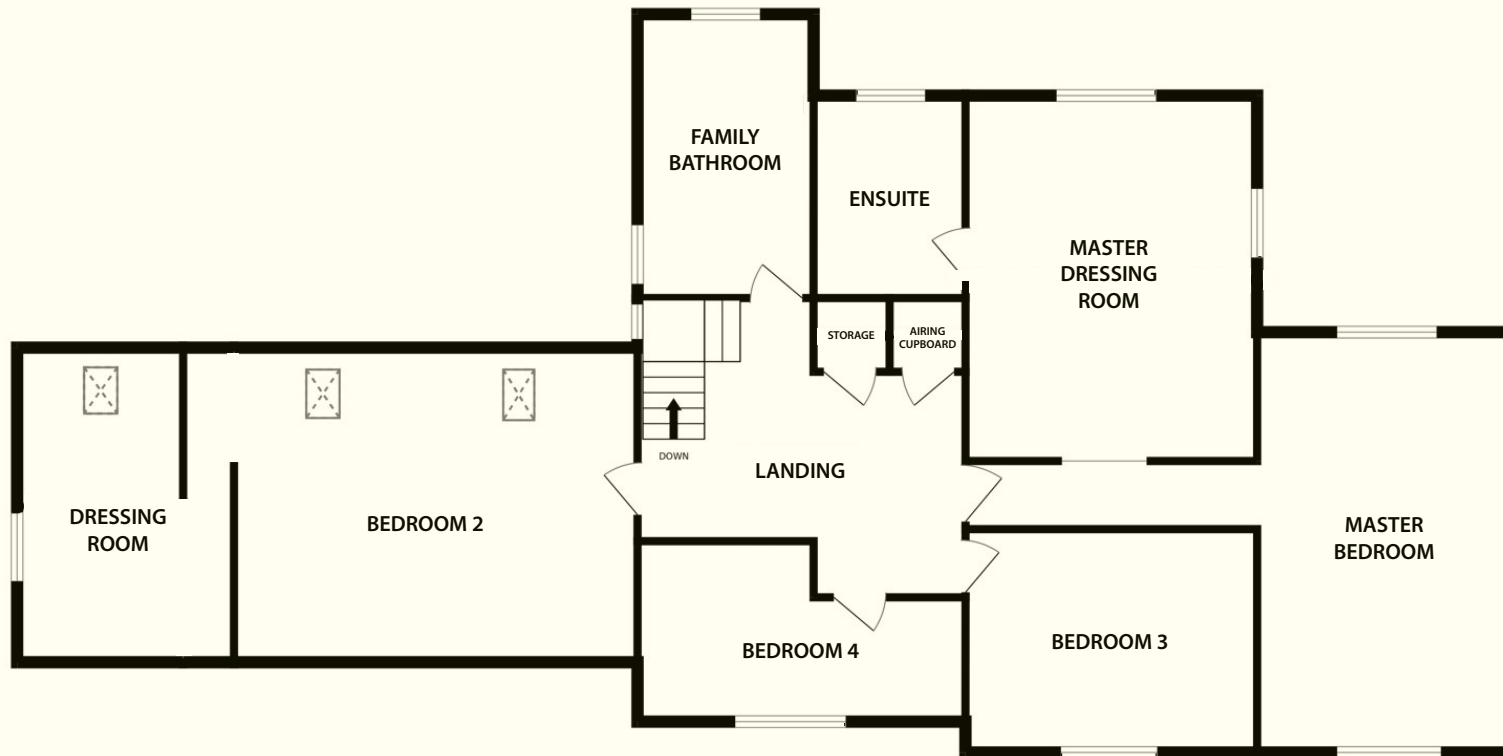 FAMILY
BATHROOM
ENSUITE
MASTER
DRESSING
ROOM
STORAGE
AIRING
CUPBOARD
DOWN
LANDING
DRESSING
ROOM
BEDROOM 2
MASTER
BEDROOM
BEDROOM 4
BEDROOM 3